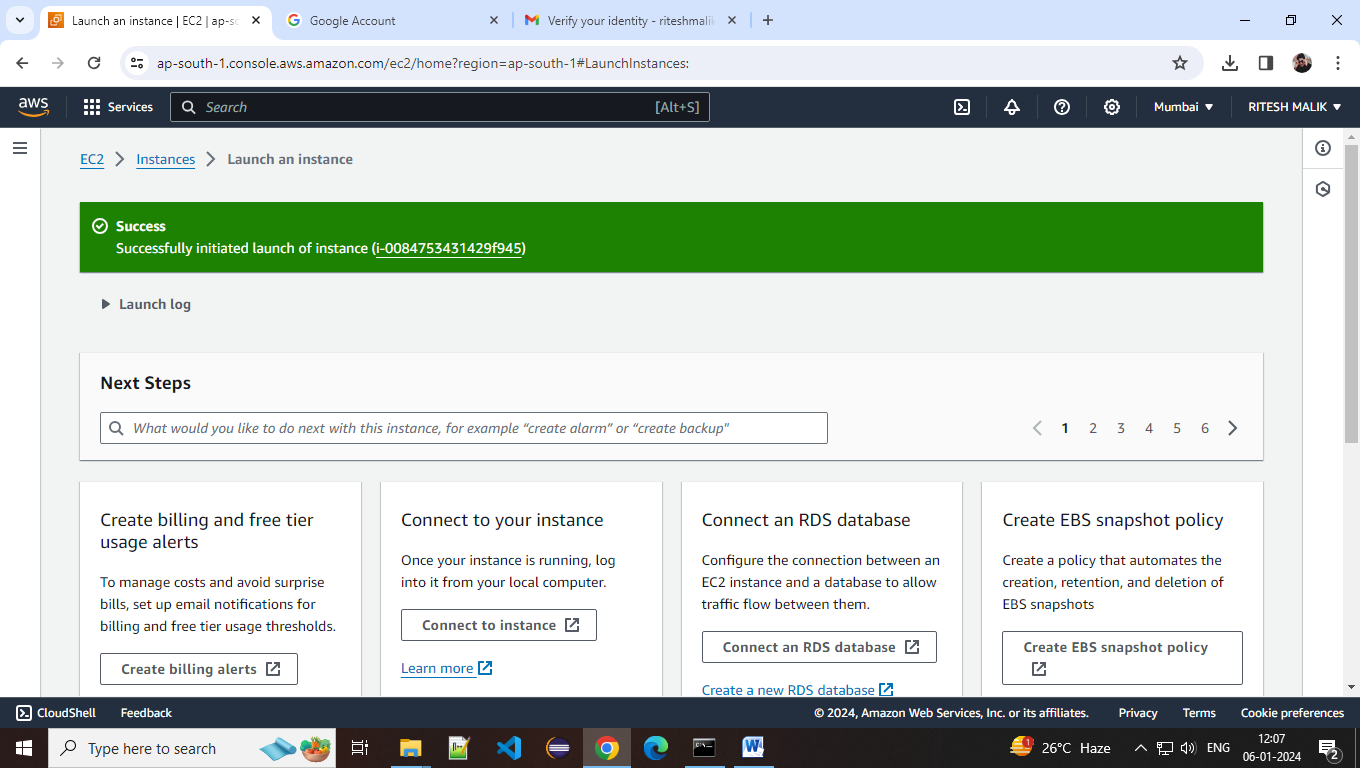 Launch an instance | EC2 | ap-so
Google Account
Verify your identity - riteshmalik
ap-south-1.console.aws.amazon.com/ec2/home?region=ap-south-1#LaunchInstances:
aws
Services
Search
[Alt+S]
Mumbai
RITESH MALIK
EC2
Instances
Launch an instance
Success
Successfully initiated launch of instance (i-0084753431429f945)
Launch log
Next Steps
What would you like to do next with this instance, for example “create alarm” or “create backup"
1 2 3 4 5 6
Create billing and free tier
usage alerts
To manage costs and avoid surprise
bills, set up email notifications for
billing and free tier usage thresholds.
Create billing alerts
Connect to your instance
Once your instance is running, log
into it from your local computer.
Connect to instance
Learn more
Connect an RDS database
Configure the connection between an
EC2 instance and a database to allow
traffic flow between them.
Connect an RDS database
Create a new RDS database
Create EBS snapshot policy
Create a policy that automates the
creation, retention, and deletion of
EBS snapshots
Create EBS snapshot policy
CloudShell
Feedback
© 2024, Amazon Web Services, Inc. or its affiliates.
Privacy
Terms
Cookie preferences
Type here to search
1
26°C Haze
ENG
12:07
06-01-2024
2